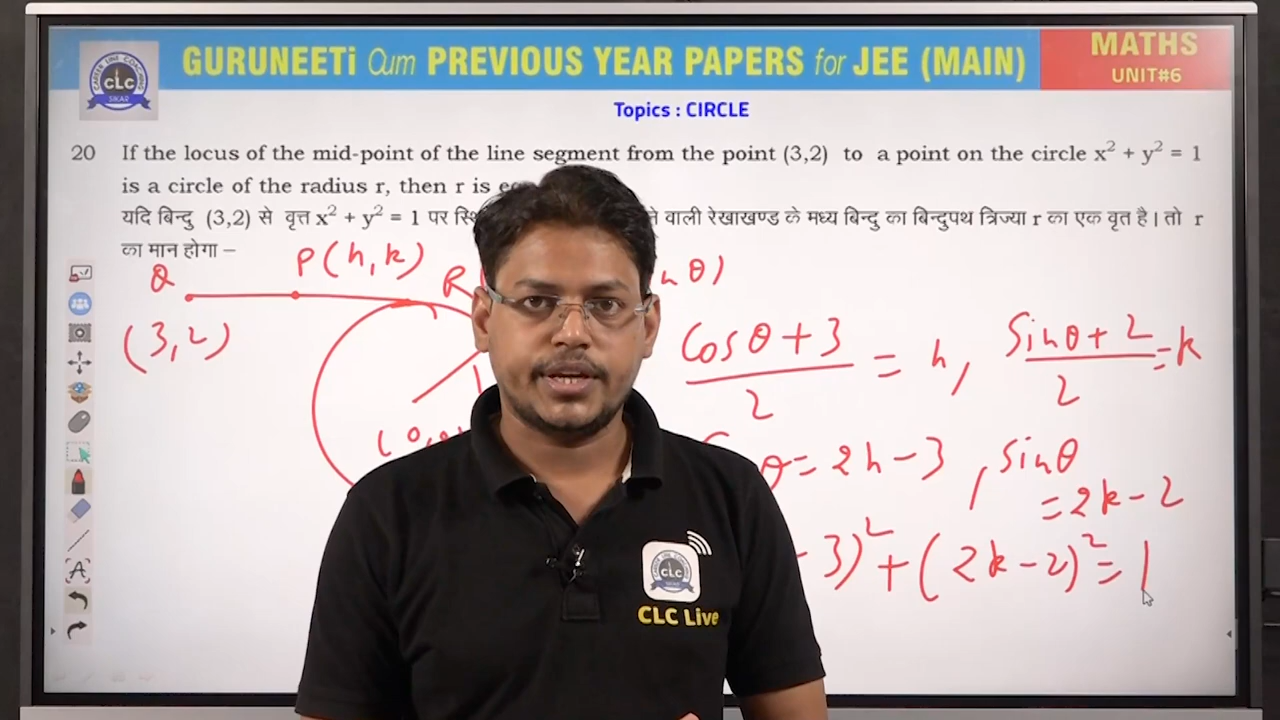 GURUNEETi Cum PREVIOUS YEAR PAPERS for JEE (MAIN)
MATHS
UNIT#6
CLC
SIKAR
Topics : CIRCLE
20 If the locus of the mid-point of the line segment from the point (3,2) to a point on the circle x² + y² = 1
is a circle of the radius r, then r is
यदि बिन्दु (3,2) से वृत्त x² + y² = 1 पर वाली रेखाखण्ड के मध्य बिन्दु का बिन्दुपथ त्रिज्या r का एक वृत है। तो r
का मान होगा –
Q P(h,k) R( θ)
(3,2)
cosθ + 3 / 2 = h, sinθ + 2 / 2 = k
θ = 2h - 3, sinθ
= 2k - 2
- 3)² + (2k - 2)² = 1
(0,
CLC
CLC Live